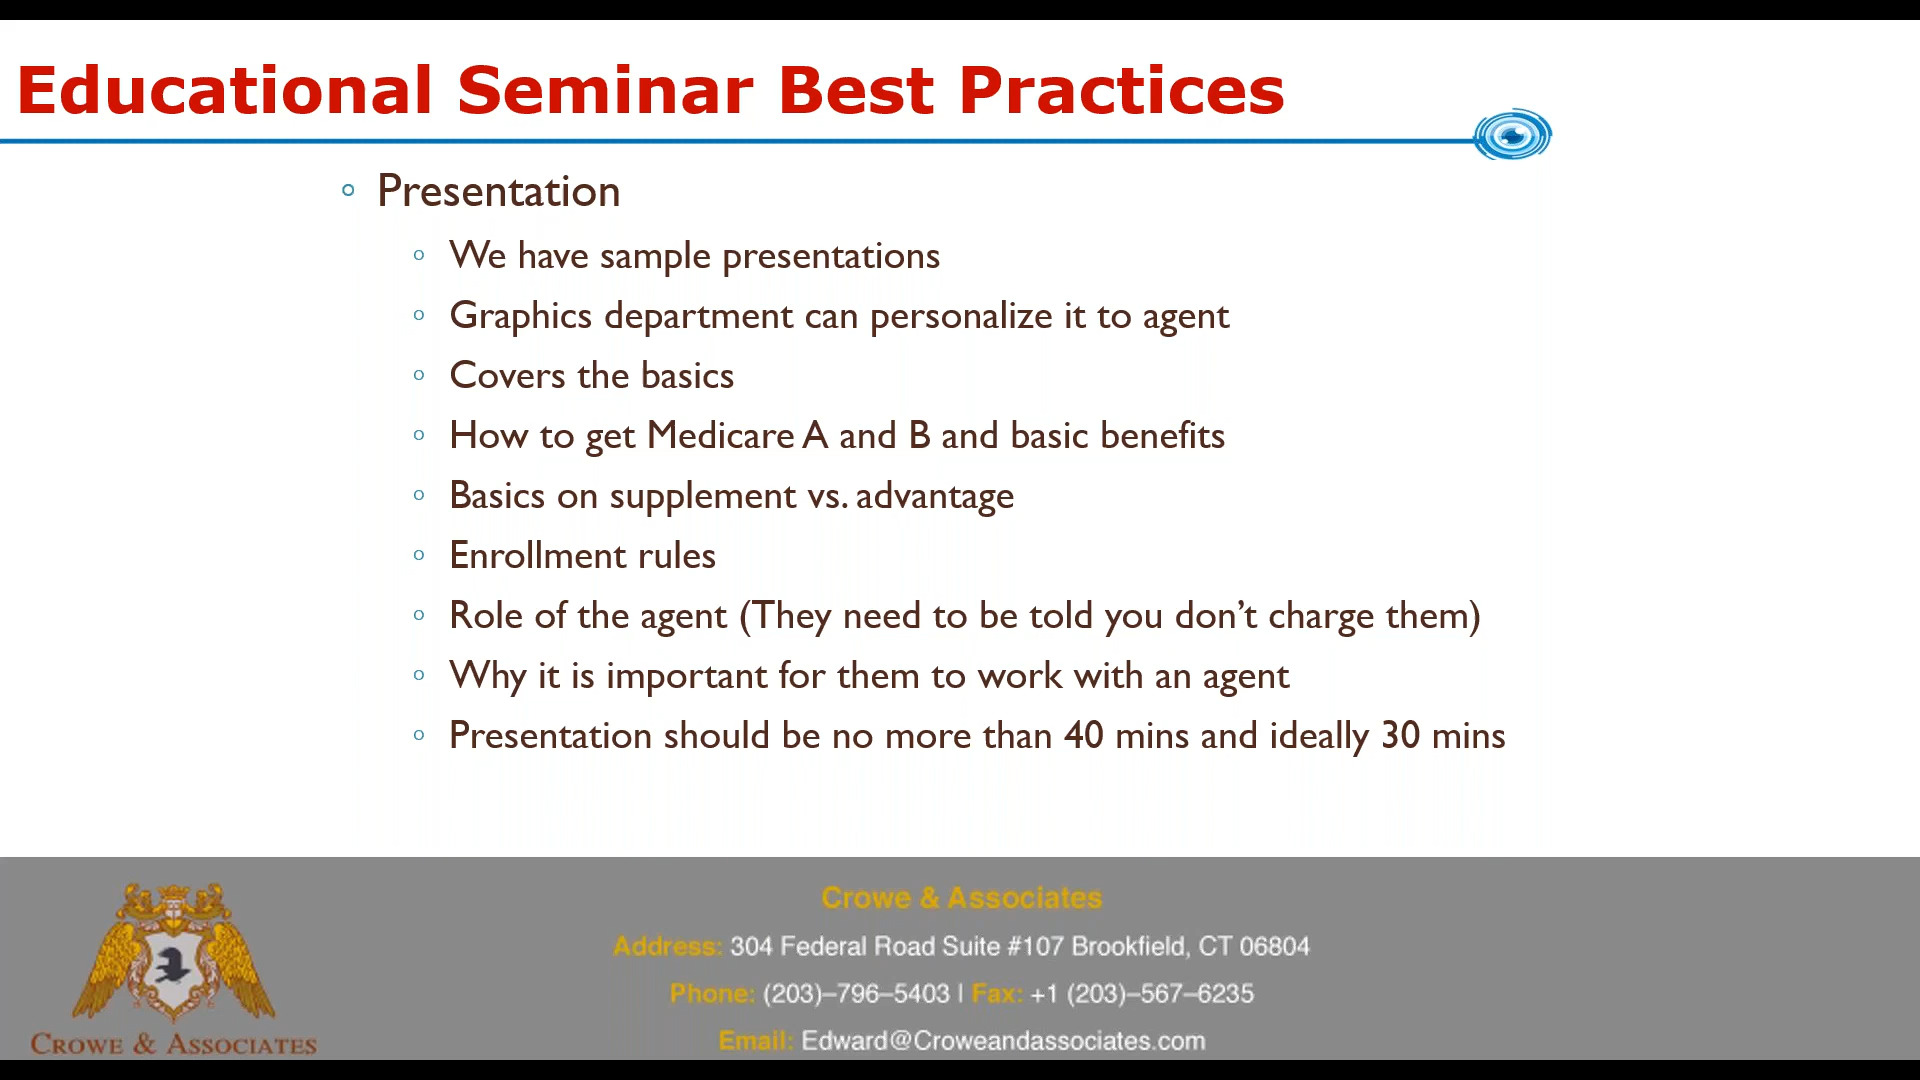 Educational Seminar Best Practices
Presentation
We have sample presentations
Graphics department can personalize it to agent
Covers the basics
How to get Medicare A and B and basic benefits
Basics on supplement vs. advantage
Enrollment rules
Role of the agent (They need to be told you don’t charge them)
Why it is important for them to work with an agent
Presentation should be no more than 40 mins and ideally 30 mins
Crowe & Associates
Address: 304 Federal Road Suite #107 Brookfield, CT 06804
Phone: (203)–796–5403 | Fax: +1 (203)–567–6235
Email: Edward@Croweandassociates.com
CROWE & ASSOCIATES